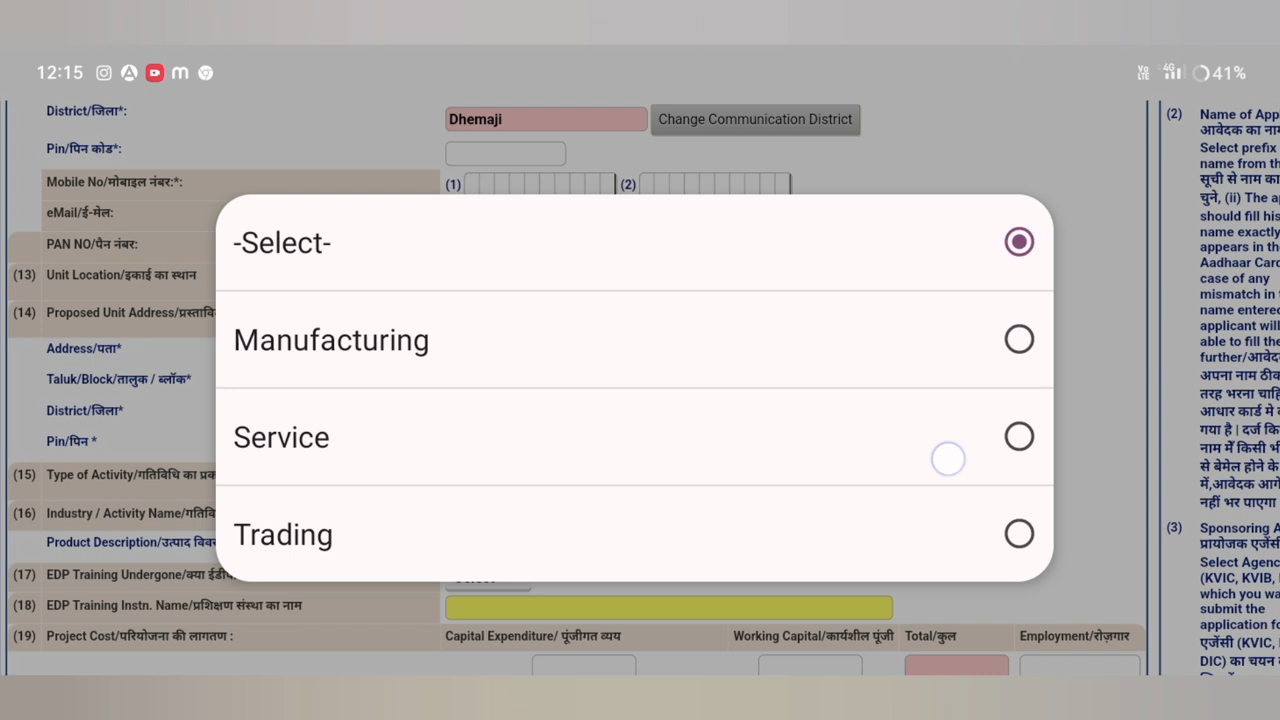 12:15
Vo LTE 4G 41%
District/जिला*: Dhemaji Change Communication District
Pin/पिन कोड*:
Mobile No/मोबाइल नंबर:*: (1) (2)
eMail/ई-मेल:
PAN NO/पैन नंबर:
(13) Unit Location/इकाई का स्थान
(14) Proposed Unit Address/प्रस्तावि
Address/पता*
Taluk/Block/तालुक / ब्लॉक*
District/जिला*
Pin/पिन *
(15) Type of Activity/गतिविधि का प्रक
(16) Industry / Activity Name/गतिवि
Product Description/उत्पाद विव
(17) EDP Training Undergone/क्या ईडीप
(18) EDP Training Instn. Name/प्रशिक्षण संस्था का नाम
(19) Project Cost/परियोजना की लागतण : Capital Expenditure/ पूंजीगत व्यय Working Capital/कार्यशील पूंजी Total/कुल Employment/रोज़गार
-Select-
Manufacturing
Service
Trading
(2) Name of App
आवेदक का ना
Select prefix
name from th
सूची से नाम का
चुने, (ii) The a
should fill his
name exactly
appears in th
Aadhaar Card
case of any
mismatch in t
name entered
applicant will
able to fill the
further/आवेद
अपना नाम ठीक
तरह भरना चाहि
आधार कार्ड मे
गया है | दर्ज कि
नाम में किसी भी
से बेमेल होने के
में,आवेदक आगे
नहीं भर पाएगा
(3) Sponsoring A
प्रायोजक एजेंसी
Select Agenc
(KVIC, KVIB,
which you wa
submit the
application fo
एजेंसी (KVIC,
DIC) का चयन